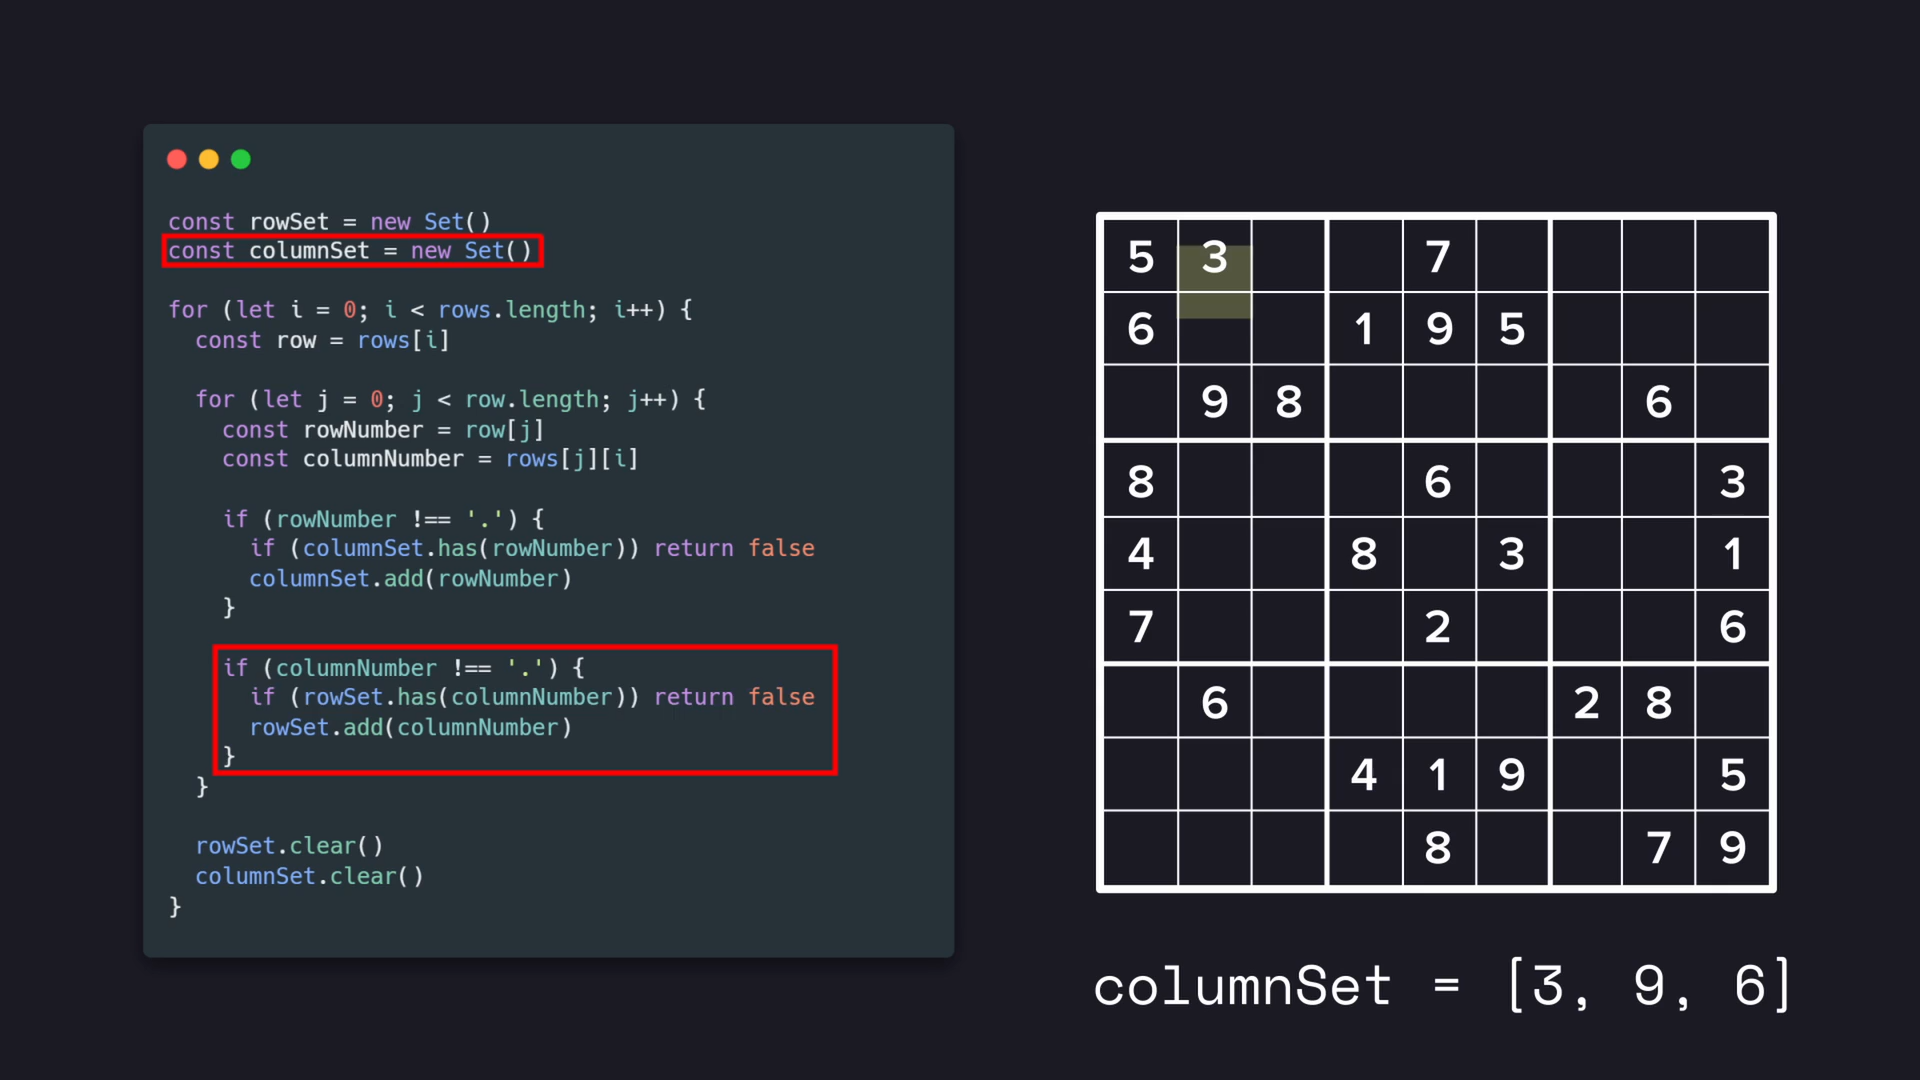 const rowSet = new Set()
const columnSet = new Set()
for (let i = 0; i < rows.length; i++) {
const row = rows[i]
for (let j = 0; j < row.length; j++) {
const rowNumber = row[j]
const columnNumber = rows[j][i]
if (rowNumber !== '.') {
if (columnSet.has(rowNumber)) return false
columnSet.add(rowNumber)
}
if (columnNumber !== '.') {
if (rowSet.has(columnNumber)) return false
rowSet.add(columnNumber)
}
}
rowSet.clear()
columnSet.clear()
}
5 3 7
6 1 9 5
9 8 6
8 6 3
4 8 3 1
7 2 6
6 2 8
4 1 9 5
8 7 9
columnSet = [3, 9, 6]